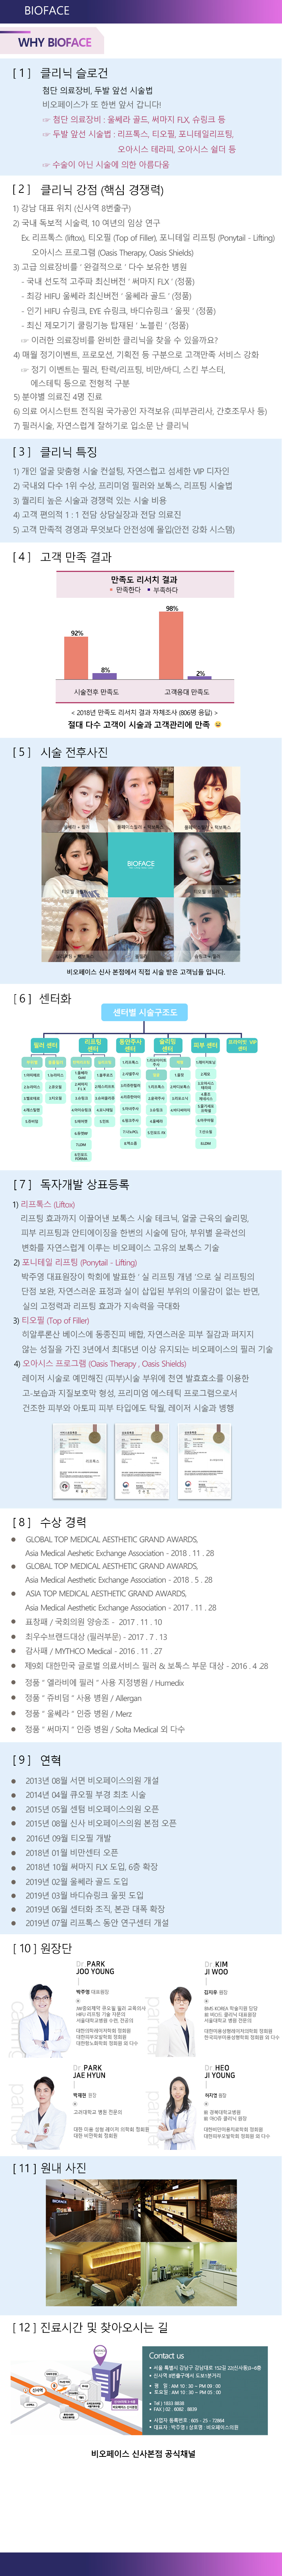 BIOFACE
WHY BIOFACE
[ 1 ] 클리닉 슬로건
첨단 의료장비, 두발 앞선 시술법
비오페이스가 또 한번 앞서 갑니다!
☞ 첨단 의료장비 : 울쎄라 골드, 써마지 FLX, 슈링크 등
☞ 두발 앞선 시술법 : 리프톡스, 티오필, 포니테일리프팅,
오아시스 테라피, 오아시스 쉴더 등
☞ 수술이 아닌 시술에 의한 아름다움
[ 2 ] 클리닉 강점 (핵심 경쟁력)
1) 강남 대표 위치 (신사역 8번출구)
2) 국내 독보적 시술력, 10 여년의 임상 연구
Ex. 리프톡스 (liftox), 티오필 (Top of Filler), 포니테일 리프팅 (Ponytail - Lifting)
오아시스 프로그램 (Oasis Therapy, Oasis Shields)
3) 고급 의료장비를 ' 완결적으로 ' 다수 보유한 병원
- 국내 선도적 고주파 최신버전 ' 써마지 FLX ' (정품)
- 최강 HIFU 울쎄라 최신버전 ' 울쎄라 골드 ' (정품)
- 인기 HIFU 슈링크, EYE 슈링크, 바디슈링크 ' 울핏 ' (정품)
- 최신 제모기기 쿨링기능 탑재된 ' 노블린 ' (정품)
☞ 이러한 의료장비를 완비한 클리닉을 찾을 수 있을까요?
4) 매월 정기이벤트, 프로모션, 기획전 등 구분으로 고객만족 서비스 강화
☞ 정기 이벤트는 필러, 탄력/리프팅, 비만/바디, 스킨 부스터,
에스테틱 등으로 전형적 구분
5) 분야별 의료진 4명 진료
6) 의료 어시스턴트 전직원 국가공인 자격보유 (피부관리사, 간호조무사 등)
7) 필러시술, 자연스럽게 잘하기로 입소문 난 클리닉
[ 3 ] 클리닉 특징
1) 개인 얼굴 맞춤형 시술 컨설팅, 자연스럽고 섬세한 VIP 디자인
2) 국내외 다수 1위 수상, 프리미엄 필러와 보톡스, 리프팅 시술법
3) 퀄리티 높은 시술과 경쟁력 있는 시술 비용
4) 고객 편의적 1 : 1 전담 상담실장과 전담 의료진
5) 고객 만족적 경영과 무엇보다 안전성에 몰입(안전 강화 시스템)
[ 4 ] 고객 만족 결과
만족도 리서치 결과
만족한다 부족하다
92%
8%
98%
2%
시술전후 만족도
고객응대 만족도
< 2018년 만족도 리서치 결과 자체조사 (806명 응답) >
절대 다수 고객이 시술과 고객관리에 만족
[ 5 ] 시술 전후사진
BIOFACE
비오페이스 신사 본점에서 직접 시술 받은 고객님들 입니다.
[ 6 ] 센터화
센터별 시술구조도
필러 센터
리프팅 센터
동안주사 센터
슬리밍 센터
피부 센터
프리미엄 VIP 센터
[ 7 ] 독자개발 상표등록
1) 리프톡스 (Liftox)
리프팅 효과까지 이끌어낸 보톡스 시술 테크닉, 얼굴 근육의 슬리밍,
피부 리프팅과 안티에이징을 한번의 시술에 담아, 부위별 윤곽선의
변화를 자연스럽게 이루는 비오페이스 고유의 보톡스 기술
2) 포니테일 리프팅 (Ponytail - Lifting)
박주영 대표원장이 학회에 발표한 ' 실 리프팅 개념 '으로 실 리프팅의
단점 보완, 자연스러운 표정과 실이 삽입된 부위의 이물감이 없는 반면,
실의 고정력과 리프팅 효과가 지속력을 극대화
3) 티오필 (Top of Filler)
히알루론산 베이스에 동종진피 배합, 자연스러운 피부 질감과 퍼지지
않는 성질을 가진 3년에서 최대5년 이상 유지되는 비오페이스의 필러 기술
4) 오아시스 프로그램 (Oasis Therapy , Oasis Shields)
레이저 시술로 예민해진 (피부)시술 부위에 천연 발효효소를 이용한
고-보습과 지질보호막 형성, 프리미엄 에스테틱 프로그램으로서
건조한 피부와 아토피 피부 타입에도 탁월, 레이저 시술과 병행
[ 8 ] 수상 경력
GLOBAL TOP MEDICAL AESTHETIC GRAND AWARDS,
Asia Medical Aeshetic Exchange Association - 2018 . 11 . 28
GLOBAL TOP MEDICAL AESTHETIC GRAND AWARDS,
Asia Medical Aesthetic Exchange Association - 2018 . 5 . 28
ASIA TOP MEDICAL AESTHETIC GRAND AWARDS,
Asia Medical Aesthetic Exchange Association - 2017 . 11 . 28
표창패 / 국회의원 양승조 - 2017 . 11 . 10
최우수브랜드대상 (필러부문) - 2017 . 7 . 13
감사패 / MYTHCO Medical - 2016 . 11 . 27
제9회 대한민국 글로벌 의료서비스 필러 & 보톡스 부문 대상 - 2016 . 4 .28
정품 " 엘라비에 필러 " 사용 지정병원 / Humedix
정품 " 쥬비덤 " 사용 병원 / Allergan
정품 " 울쎄라 " 인증 병원 / Merz
정품 " 써마지 " 인증 병원 / Solta Medical 외 다수
[ 9 ] 연혁
2013년 08월 서면 비오페이스의원 개설
2014년 04월 큐오필 부경 최초 시술
2015년 05월 센텀 비오페이스의원 오픈
2015년 08월 신사 비오페이스의원 본점 오픈
2016년 09월 티오필 개발
2018년 01월 비만센터 오픈
2018년 10월 써마지 FLX 도입, 6층 확장
2019년 02월 울쎄라 골드 도입
2019년 03월 바디슈링크 울핏 도입
2019년 06월 센터화 조직, 본관 대폭 확장
2019년 07월 리프톡스 동안 연구센터 개설
[ 10 ] 원장단
Dr. PARK
JOO YOUNG
박주영 대표원장
Dr. KIM
JI WOO
김지우 원장
Dr. PARK
JAE HYUN
박재현 원장
고려대학교 병원 전문의
Dr. HEO
JI YOUNG
허지영 원장
[ 11 ] 원내 사진
BIOFACE
[ 12 ] 진료시간 및 찾아오시는 길
Contact us
서울 특별시 강남구 강남대로 152길 22(신사동)3~6층
신사역 8번출구에서 도보1분거리
평 일 : AM 10 : 30 ~ PM 09 : 00
토요일 : AM 10 : 30 ~ PM 05 : 00
Tel ) 1833 8838
FAX ) 02 . 6082 . 8839
사업자 등록번호 : 605 - 25 - 72884
대표자 : 박주영 I 상호명 : 비오페이스의원
비오페이스 신사본점 공식채널